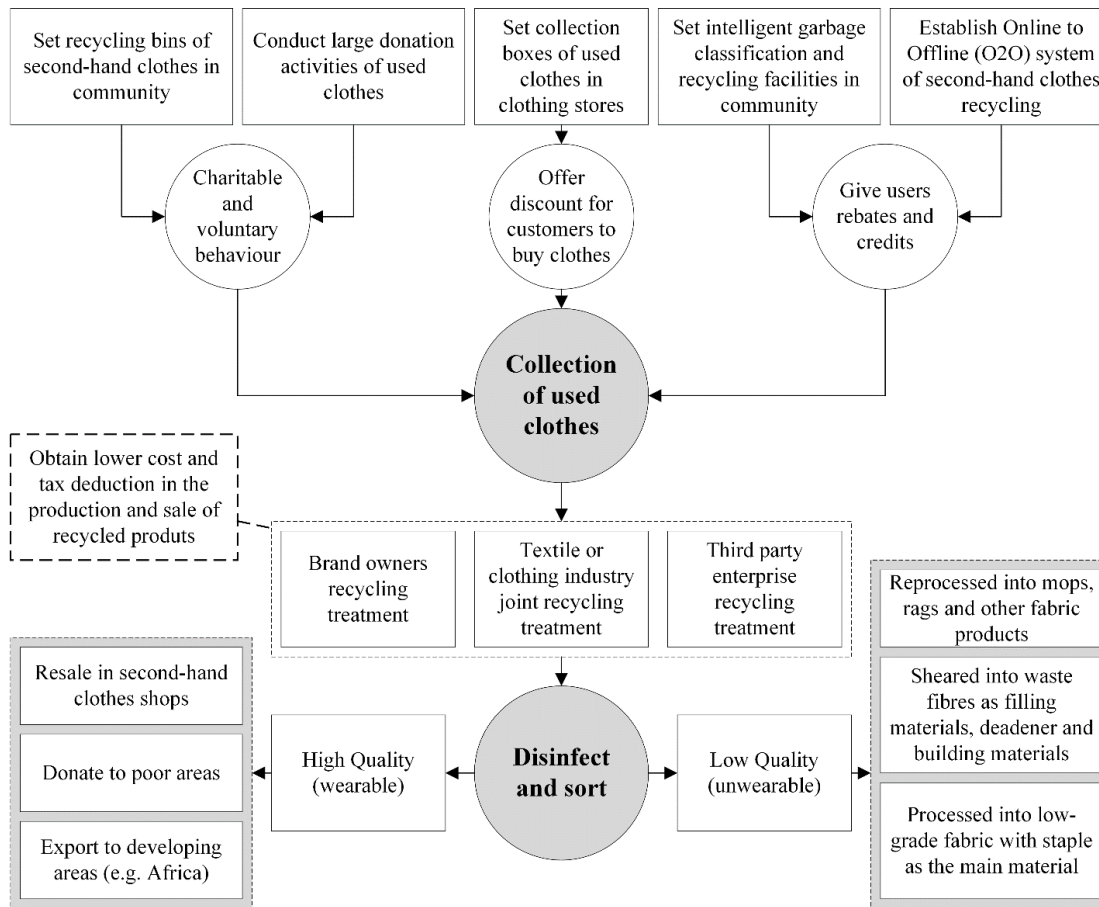 Set recycling bins of
second-hand clothes in
community
Conduct large donation
activities of used
clothes
Set collection
boxes of used
clothes in
clothing stores
Set intelligent garbage
classification and
recycling facilities in
community
Establish Online to
Offline (O2O) system
of second-hand clothes
recycling
Charitable
and
voluntary
behaviour
Offer
discount for
customers to
buy clothes
Give users
rebates and
credits
Collection
of used
clothes
Obtain lower cost and
tax deduction in the
production and sale of
recycled produts
Brand owners
recycling
treatment
Textile or
clothing industry
joint recycling
treatment
Third party
enterprise
recycling
treatment
Resale in second-hand
clothes shops
Donate to poor areas
Export to developing
areas (e.g. Africa)
High Quality
(wearable)
Disinfect
and sort
Low Quality
(unwearable)
Reprocessed into mops,
rags and other fabric
products
Sheared into waste
fibres as filling
materials, deadener and
building materials
Processed into low-
grade fabric with staple
as the main material